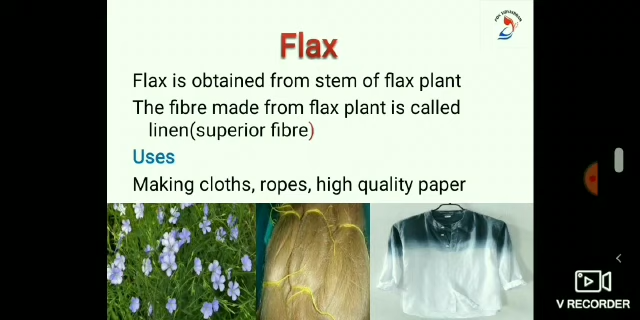 Flax
Flax is obtained from stem of flax plant
The fibre made from flax plant is called
linen(superior fibre)
Uses
Making cloths, ropes, high quality paper
V RECORDER